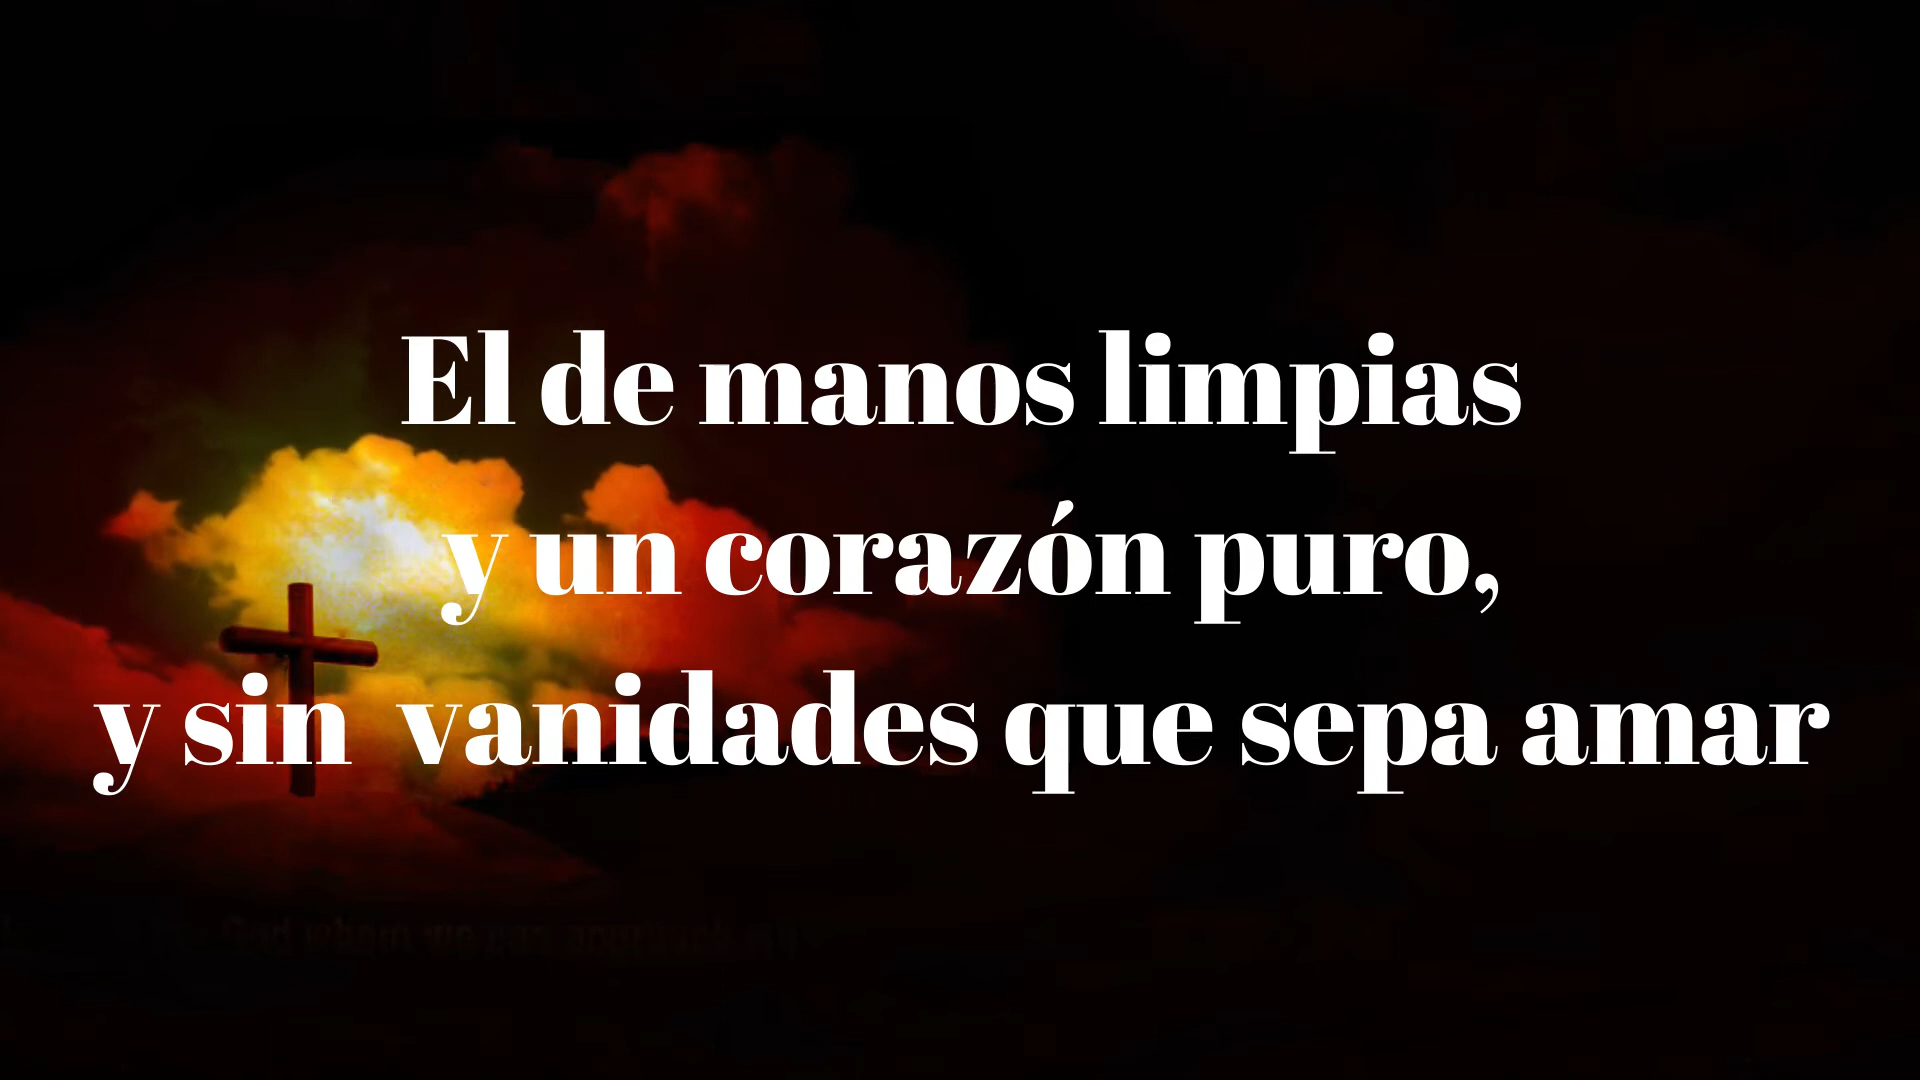 El de manos limpias
y un corazón puro,
y sin  vanidades que sepa amar